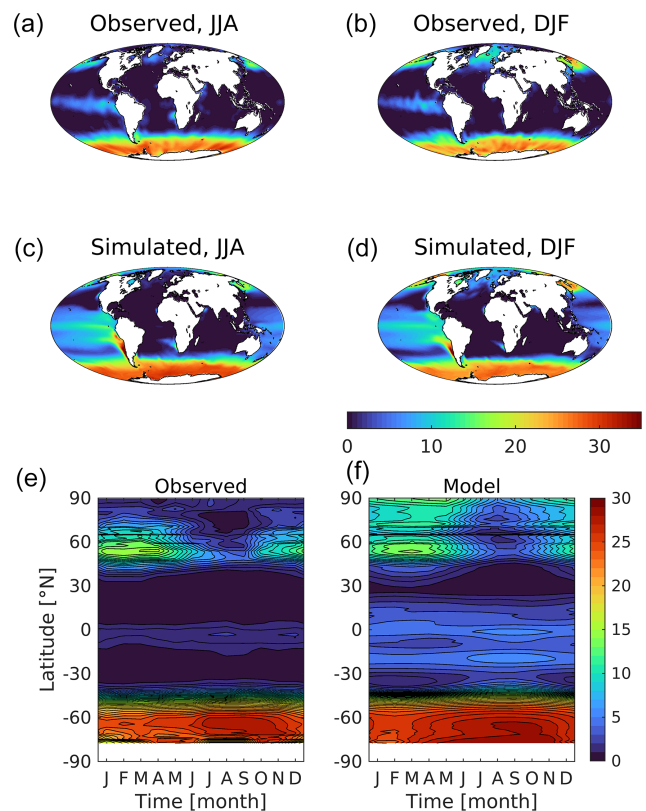 (a) Observed, JJA
(b) Observed, DJF
(c) Simulated, JJA
(d) Simulated, DJF
0 10 20 30
(e) Observed
(f) Model
90
60
30
0
-30
-60
-90
Latitude [°N]
J F M A M J J A S O N D
Time [month]
90
60
30
0
-30
-60
-90
J F M A M J J A S O N D
Time [month]
30
25
20
15
10
5
0